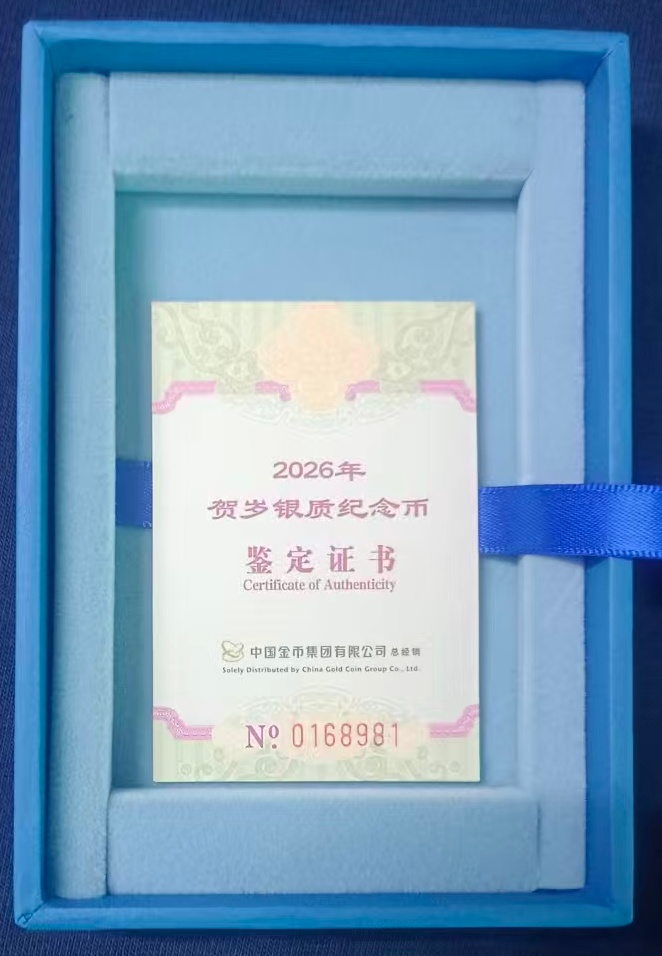 2026年
贺岁银质纪念币
鉴定证书
Certificate of Authenticity
中国金币集团有限公司 总经销
Solely Distributed by China Gold Coin Group Co., Ltd.
Nº 0168981